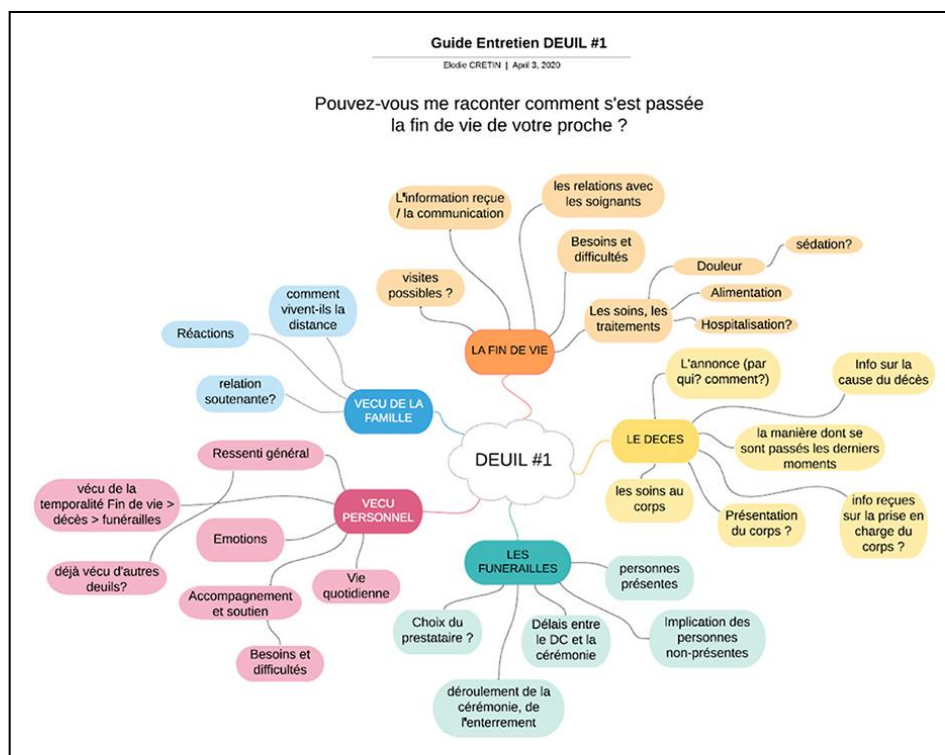 Guide Entretien DEUIL #1
Elodie CRETIN | April 3, 2020
Pouvez-vous me raconter comment s'est passée
la fin de vie de votre proche ?
L'information reçue
/ la communication
les relations avec
les soignants
Besoins et
difficultés
visites
possibles ?
Les soins, les
traitements
Douleur
sédation?
Alimentation
Hospitalisation?
LA FIN DE VIE
comment
vivent-ils la
distance
Réactions
relation
soutenante?
VECU DE LA
FAMILLE
L'annonce (par
qui? comment?)
Info sur la
cause du décès
LE DECES
la manière dont se
sont passés les derniers
moments
les soins au
corps
Présentation
du corps ?
info reçues
sur la prise en
charge du
corps ?
DEUIL #1
Ressenti général
vécu de la
temporalité Fin de vie >
décès > funérailles
VECU
PERSONNEL
Emotions
déjà vécu d'autres
deuils?
Accompagnement
et soutien
Vie
quotidienne
Besoins et
difficultés
LES
FUNERAILLES
personnes
présentes
Choix du
prestataire ?
Délais entre
le DC et la
cérémonie
Implication des
personnes
non-présentes
déroulement de la
cérémonie, de
l'enterrement